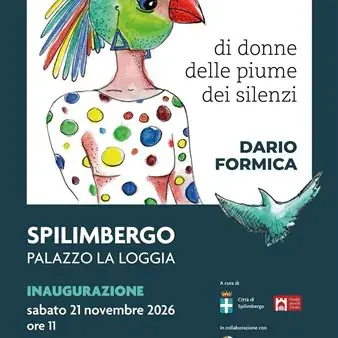 di donne
delle piume
dei silenzi
DARIO
FORMICA
SPILIMBERGO
PALAZZO LA LOGGIA
INAUGURAZIONE
sabato 21 novembre 2026
ore 11
A cura di
Città di
Spilimbergo
In collaborazione con